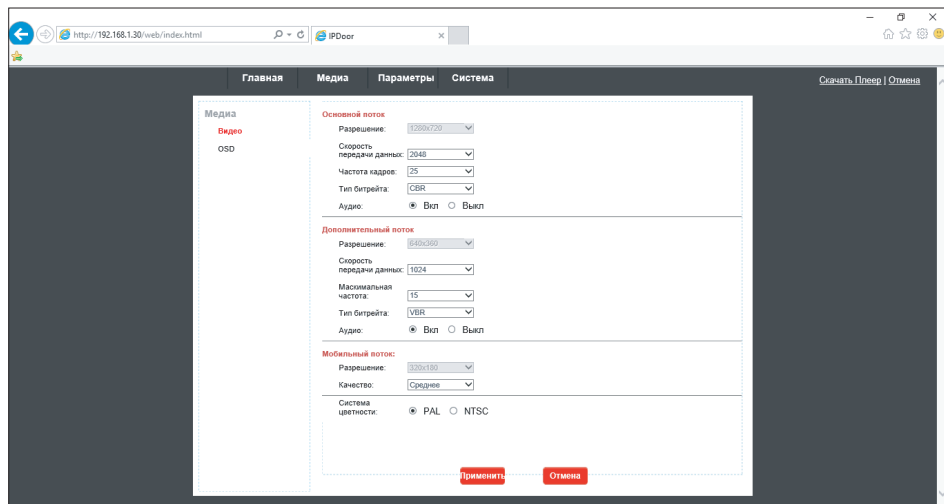 http://192.168.1.30/web/index.html
IPDoor
Главная Медиа Параметры Система
Скачать Плеер | Отмена
Медиа
Видео
OSD
Основной поток
Разрешение: 1280x720
Скорость
передачи данных: 2048
Частота кадров: 25
Тип битрейта: CBR
Аудио: Вкл Выкл
Дополнительный поток
Разрешение: 640x360
Скорость
передачи данных: 1024
Маскимальная
частота: 15
Тип битрейта: VBR
Аудио: Вкл Выкл
Мобильный поток:
Разрешение: 320x180
Качество: Среднее
Система
цветности: PAL NTSC
Применить Отмена